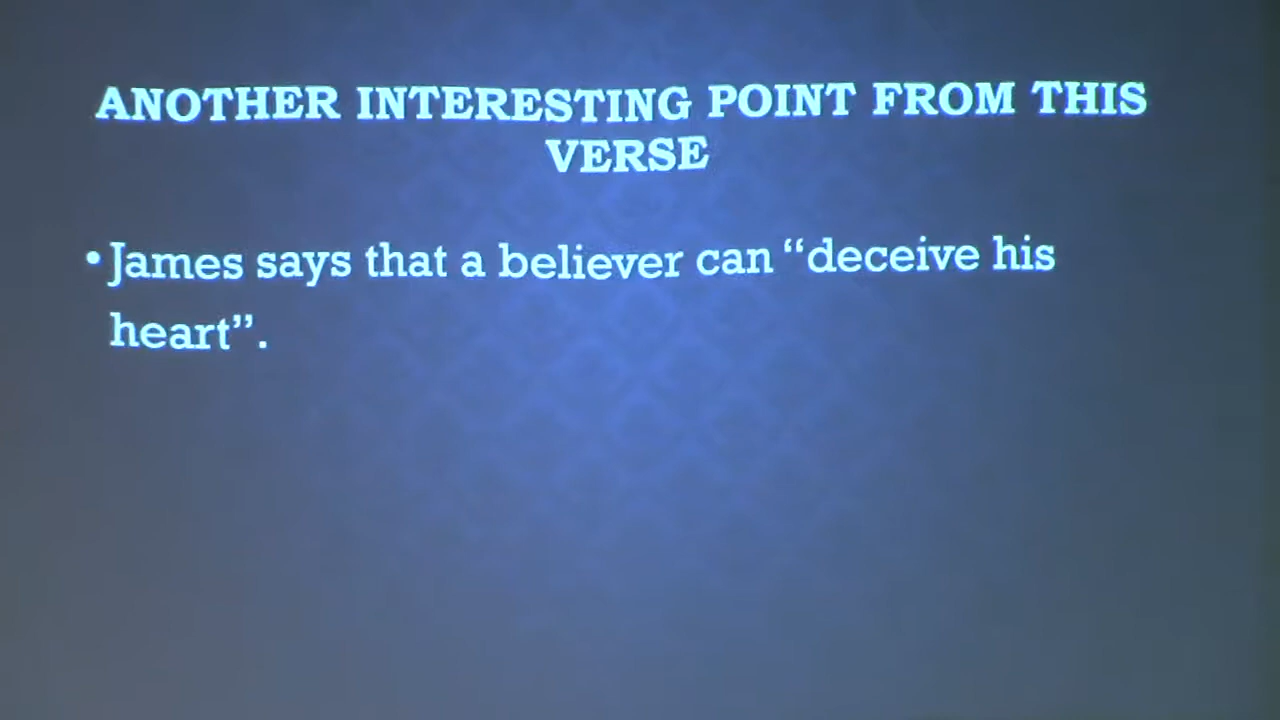 ANOTHER INTERESTING POINT FROM THIS
VERSE
• James says that a believer can “deceive his
heart”.